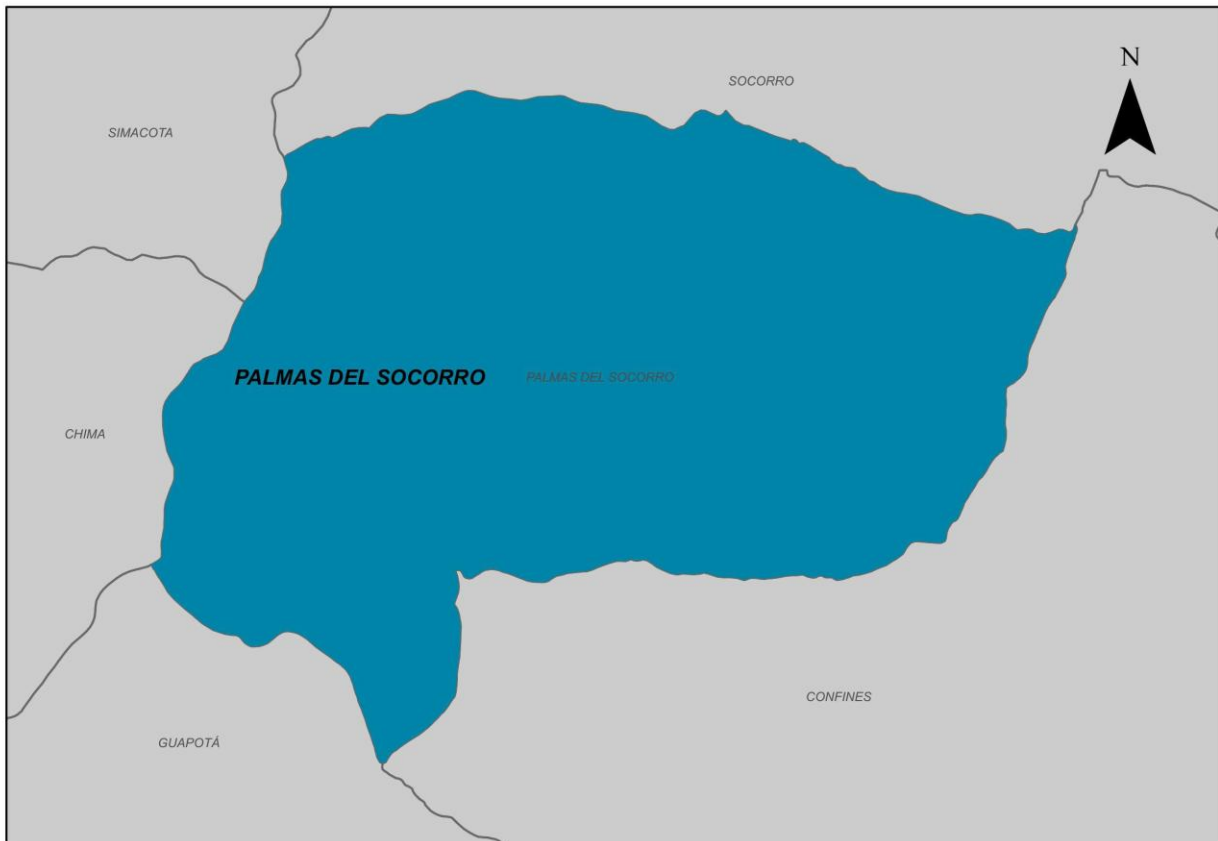 N
SOCORRO
SIMACOTA
PALMAS DEL SOCORRO
PALMAS DEL SOCORRO
CHIMA
CONFINES
GUAPOTÁ